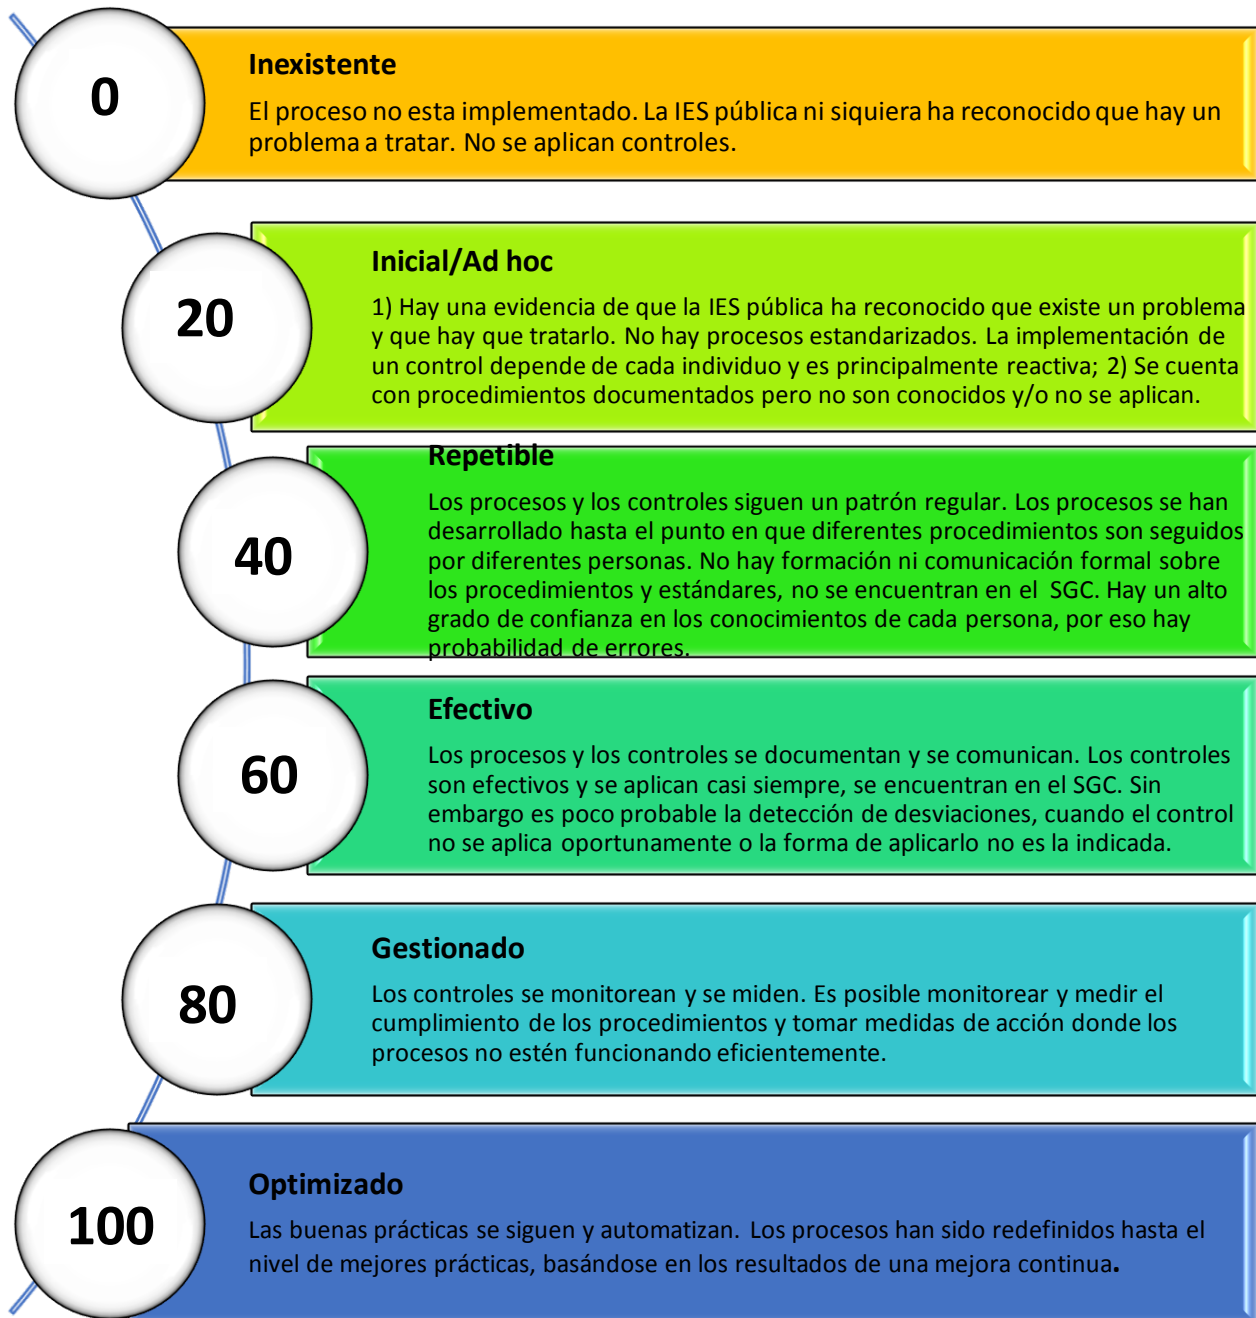 0
Inexistente
El proceso no esta implementado. La IES pública ni siquiera ha reconocido que hay un
problema a tratar. No se aplican controles.
20
Inicial/Ad hoc
1) Hay una evidencia de que la IES pública ha reconocido que existe un problema
y que hay que tratarlo. No hay procesos estandarizados. La implementación de
un control depende de cada individuo y es principalmente reactiva; 2) Se cuenta
con procedimientos documentados pero no son conocidos y/o no se aplican.
40
Repetible
Los procesos y los controles siguen un patrón regular. Los procesos se han
desarrollado hasta el punto en que diferentes procedimientos son seguidos
por diferentes personas. No hay formación ni comunicación formal sobre
los procedimientos y estándares, no se encuentran en el SGC. Hay un alto
grado de confianza en los conocimientos de cada persona, por eso hay
probabilidad de errores.
60
Efectivo
Los procesos y los controles se documentan y se comunican. Los controles
son efectivos y se aplican casi siempre, se encuentran en el SGC. Sin
embargo es poco probable la detección de desviaciones, cuando el control
no se aplica oportunamente o la forma de aplicarlo no es la indicada.
80
Gestionado
Los controles se monitorean y se miden. Es posible monitorear y medir el
cumplimiento de los procedimientos y tomar medidas de acción donde los
procesos no estén funcionando eficientemente.
100
Optimizado
Las buenas prácticas se siguen y automatizan. Los procesos han sido redefinidos hasta el
nivel de mejores prácticas, basándose en los resultados de una mejora continua.